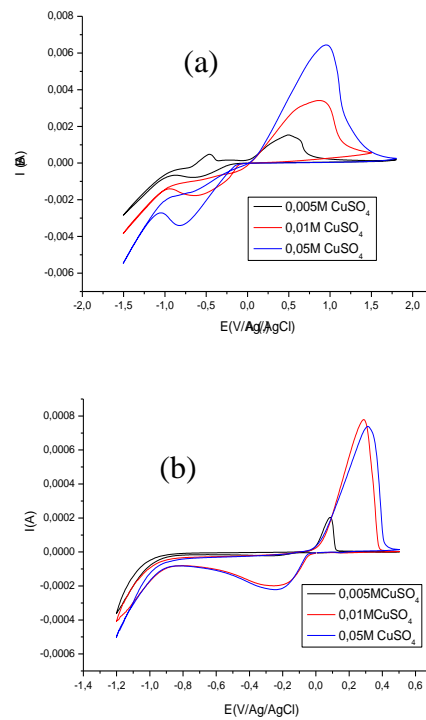 0,008
0,006
0,004
0,002
0,000
-0,002
-0,004
-0,006
(a)
0,005M CuSO4
0,01M CuSO4
0,05M CuSO4
-2,0 -1,5 -1,0 -0,5 0,0 0,5 1,0 1,5 2,0
(b)
0,0008
0,0006
0,0004
0,0002
0,0000
-0,0002
-0,0004
-0,0006
I(A)
0,005MCuSO4
0,01MCuSO4
0,05M CuSO4
-1,2 -1,0 -0,8 -0,6 -0,4 -0,2 0,0 0,2 0,4 0,6
E(V/Ag/AgCl)